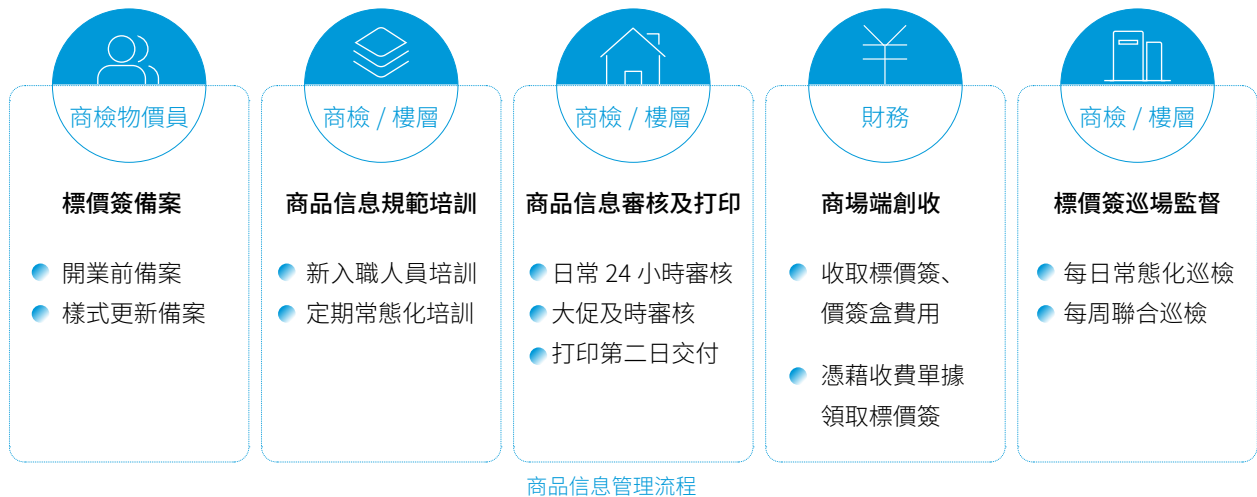 商檢物價員
標價簽備案
開業前備案
樣式更新備案
商檢 / 樓層
商品信息規範培訓
新入職人員培訓
定期常態化培訓
商檢 / 樓層
商品信息審核及打印
日常 24 小時審核
大促及時審核
打印第二日交付
財務
商場端創收
收取標價簽、
價簽盒費用
憑藉收費單據
領取標價簽
商檢 / 樓層
標價簽巡場監督
每日常態化巡檢
每周聯合巡檢
商品信息管理流程